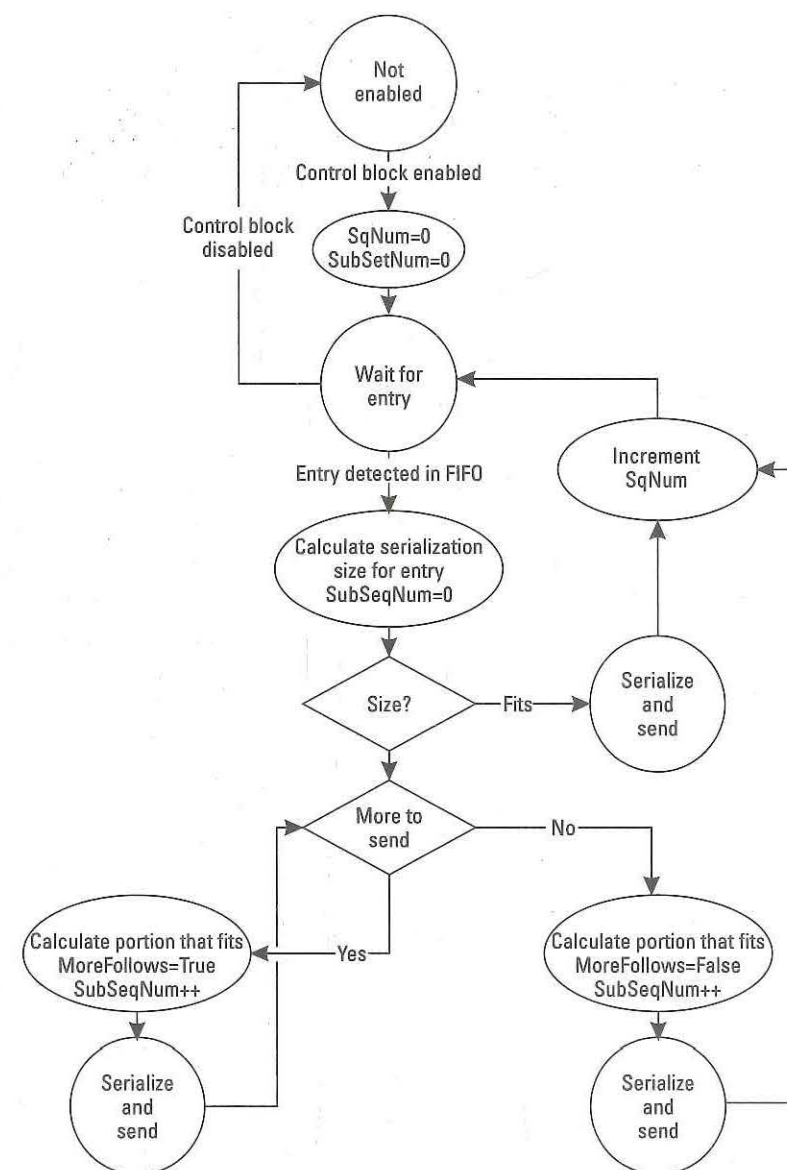 Not
enabled
Control block enabled
Control block
disabled
SqNum=0
SubSetNum=0
Wait for
entry
Entry detected in FIFO
Increment
SqNum
Calculate serialization
size for entry
SubSeqNum=0
Size?
Fits
Serialize
and
send
More to
send
No
Yes
Calculate portion that fits
MoreFollows=True
SubSeqNum++
Calculate portion that fits
MoreFollows=False
SubSeqNum++
Serialize
and
send
Serialize
and
send